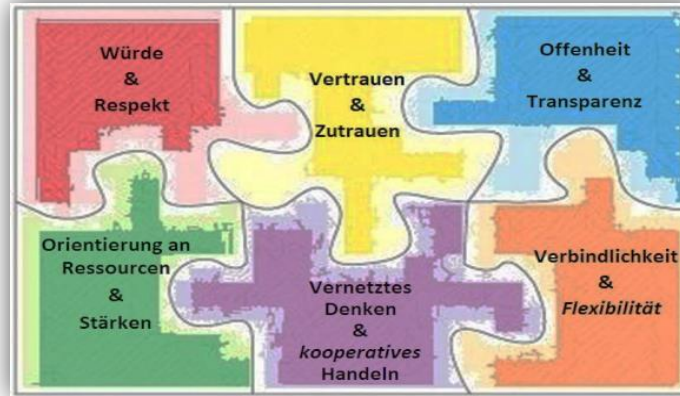 Würde
&
Respekt
Vertrauen
&
Zutrauen
Offenheit
&
Transparenz
Orientierung an
Ressourcen
&
Stärken
Vernetztes
Denken
&
kooperatives
Handeln
Verbindlichkeit
&
Flexibilität